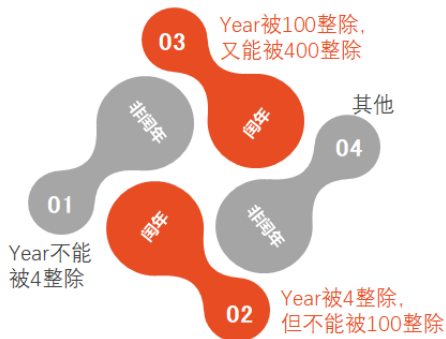 03
Year被100整除,
又能被400整除
非闰年
闰年
其他
04
01
Year不能
被4整除
闰年
非闰年
02
Year被4整除,
但不能被100整除